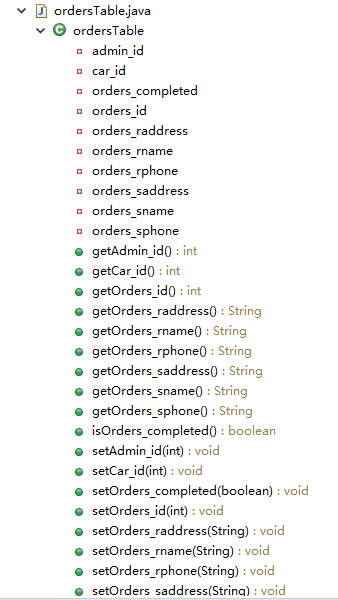 ordersTable.java
ordersTable
admin_id
car_id
orders_completed
orders_id
orders_raddress
orders_rname
orders_rphone
orders_saddress
orders_sname
orders_sphone
getAdmin_id() : int
getCar_id() : int
getOrders_id() : int
getOrders_raddress() : String
getOrders_rname() : String
getOrders_rphone() : String
getOrders_saddress() : String
getOrders_sname() : String
getOrders_sphone() : String
isOrders_completed() : boolean
setAdmin_id(int) : void
setCar_id(int) : void
setOrders_completed(boolean) : void
setOrders_id(int) : void
setOrders_raddress(String) : void
setOrders_rname(String) : void
setOrders_rphone(String) : void
setOrders_saddress(String) : void